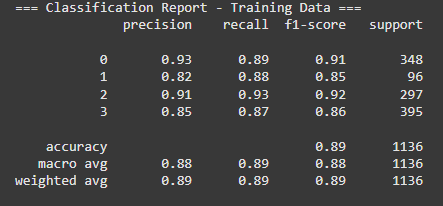 === Classification Report - Training Data ===
precision recall f1-score support
0 0.93 0.89 0.91 348
1 0.82 0.88 0.85 96
2 0.91 0.93 0.92 297
3 0.85 0.87 0.86 395
accuracy 0.89 1136
macro avg 0.88 0.89 0.88 1136
weighted avg 0.89 0.89 0.89 1136